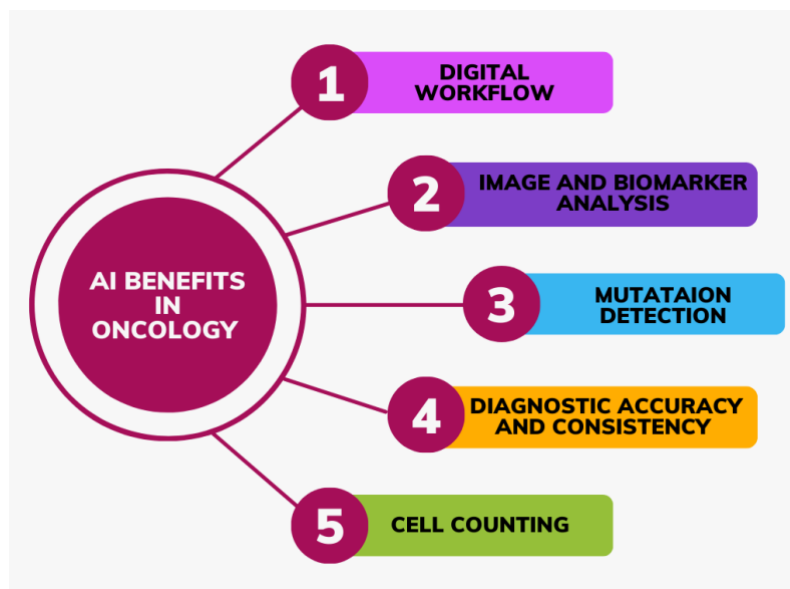 AI BENEFITS
IN
ONCOLOGY
1
DIGITAL
WORKFLOW
2
IMAGE AND BIOMARKER
ANALYSIS
3
MUTATAION
DETECTION
4
DIAGNOSTIC ACCURACY
AND CONSISTENCY
5
CELL COUNTING